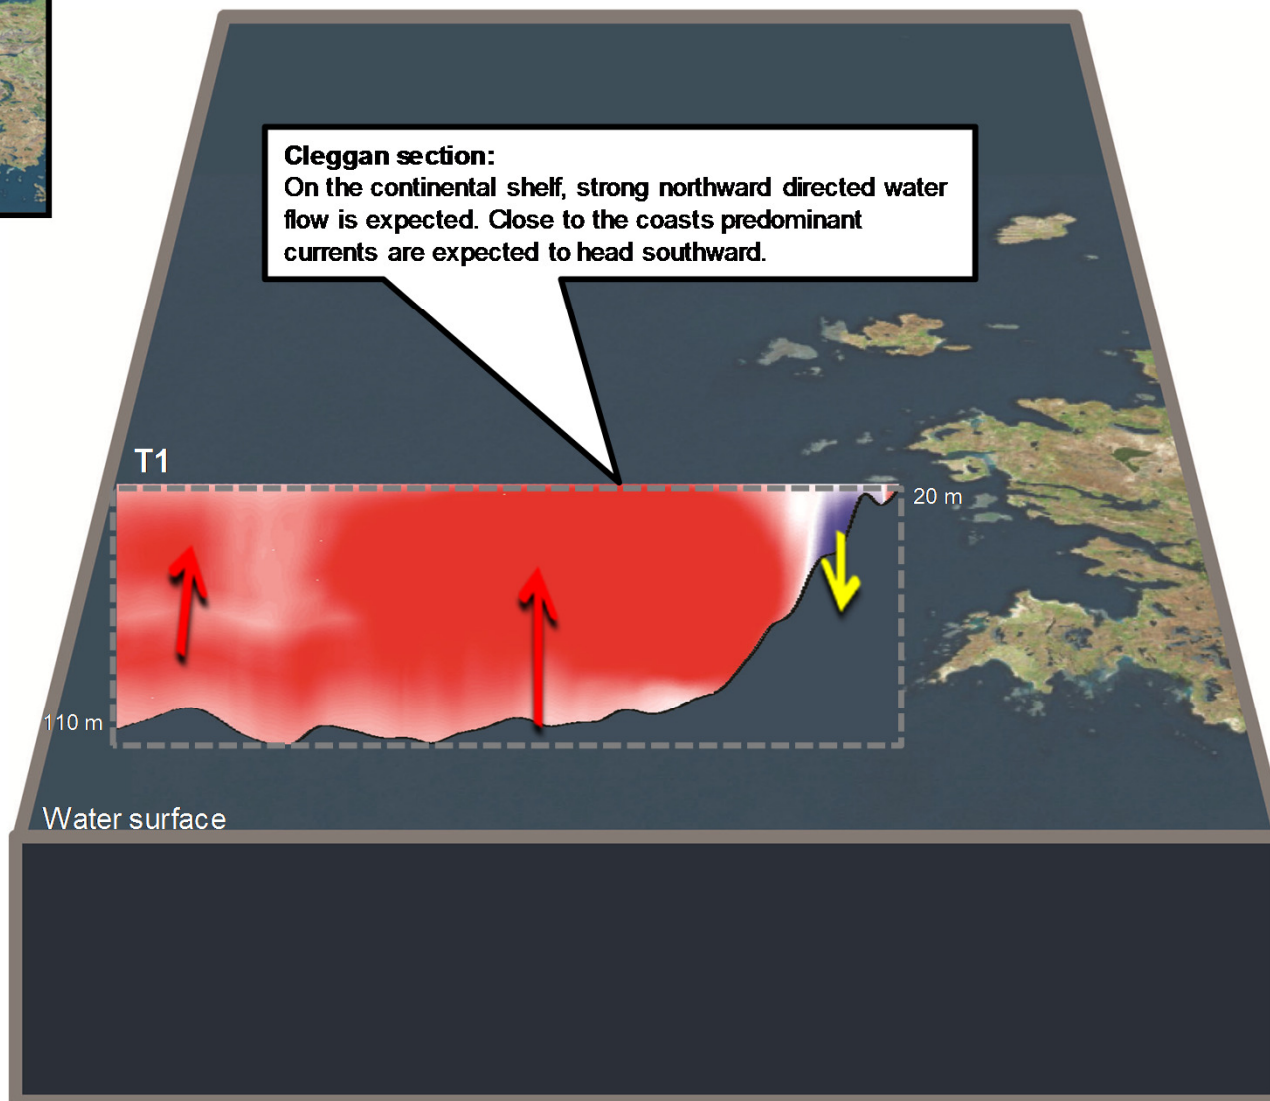 Cleggan section:
On the continental shelf, strong northward directed water
flow is expected. Close to the coasts predominant
currents are expected to head southward.
T1
20 m
110 m
Water surface